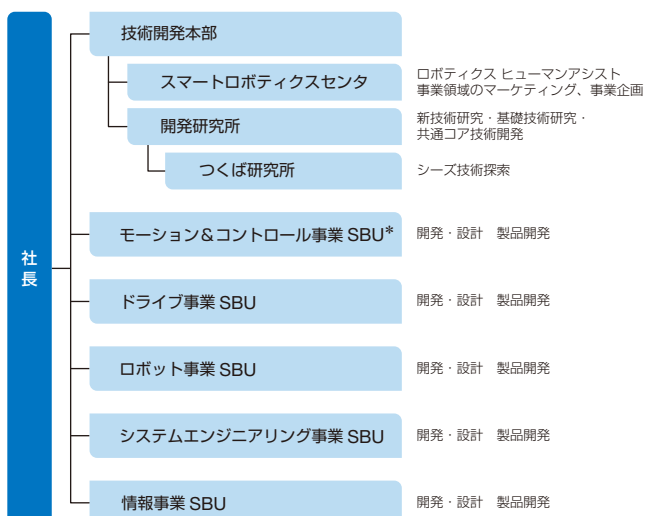 社長
技術開発本部
スマートロボティクスセンタ
ロボティクス ヒューマンアシスト
事業領域のマーケティング、事業企画
開発研究所
新技術研究・基礎技術研究・
共通コア技術開発
つくば研究所
シーズ技術探索
モーション＆コントロール事業 SBU*
開発・設計　製品開発
ドライブ事業 SBU
開発・設計　製品開発
ロボット事業 SBU
開発・設計　製品開発
システムエンジニアリング事業 SBU
開発・設計　製品開発
情報事業 SBU
開発・設計　製品開発